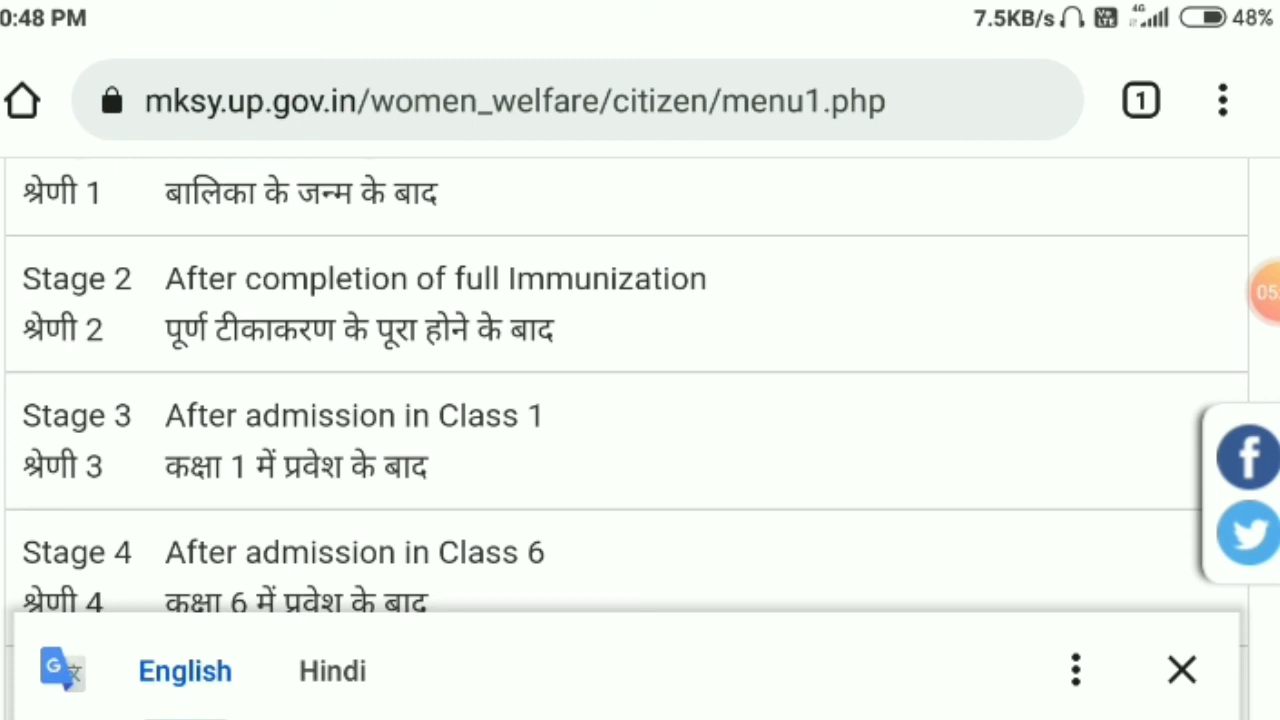 0:48 PM 7.5KB/s 4G 48%
mksy.up.gov.in/women_welfare/citizen/menu1.php 1
श्रेणी 1 बालिका के जन्म के बाद
Stage 2 After completion of full Immunization
श्रेणी 2 पूर्ण टीकाकरण के पूरा होने के बाद
05
Stage 3 After admission in Class 1
श्रेणी 3 कक्षा 1 में प्रवेश के बाद
Stage 4 After admission in Class 6
श्रेणी 4 कक्षा 6 में प्रवेश के बाद
English Hindi